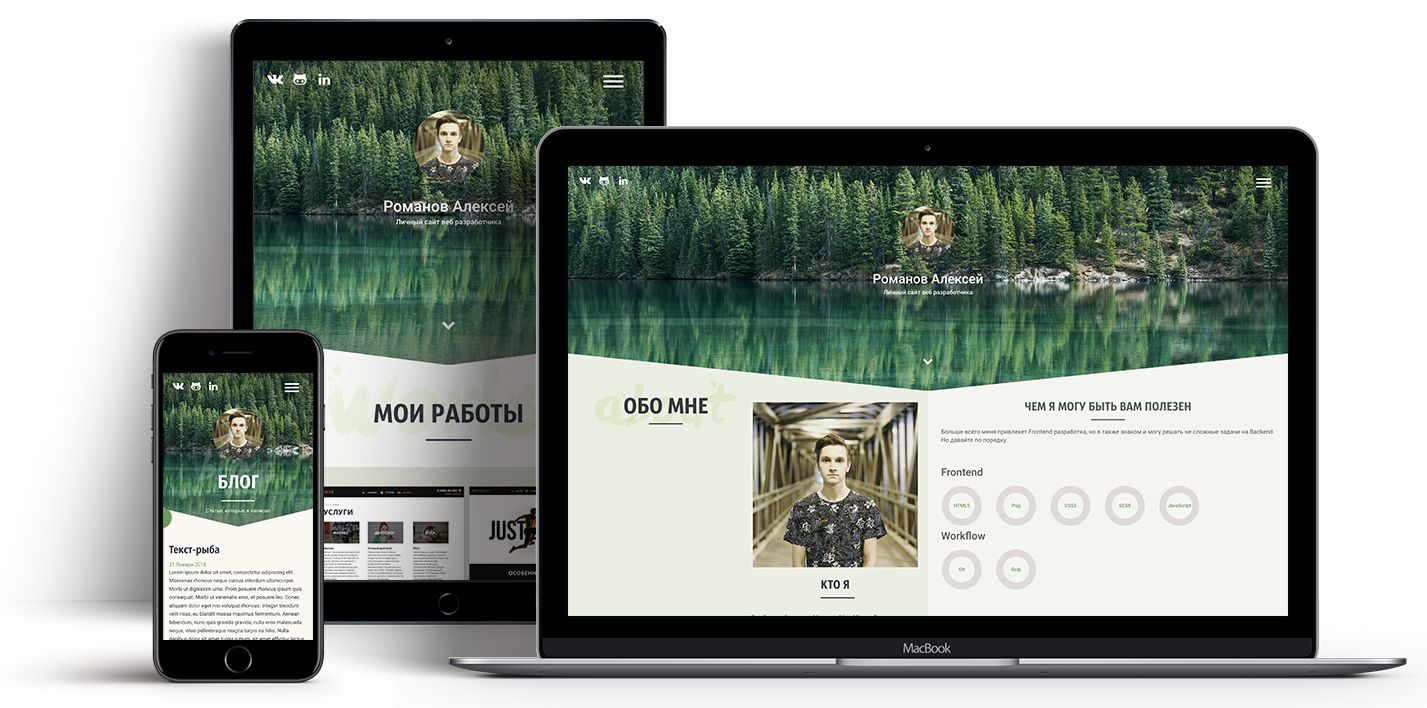 in
Романов Алексей
Личный сайт веб разработчика
works
МОИ РАБОТЫ
УСЛУГИ
JUST
in
БЛОГ
Статьи, которые я написал
Текст-рыба
21 Января 2018
Lorem ipsum dolor sit amet, consectetur adipiscing elit.
Maecenas rhoncus neque cursus interdum ullamcorper.
Morbi ut dignissim urna. Proin posuere rhoncus ipsum quis
consequat. Morbi ut venenatis eros, et posuere leo. Donec
aliquam dolor eget nisi volutpat rhoncus. Integer tincidunt
velit risus, eu blandit massa maximus fermentum. Aenean
bibendum, nunc quis gravida gravida, nulla eros malesuada
neque, vitae pellentesque magna turpis eu felis. Nulla
in
Романов Алексей
Личный сайт веб разработчика
about
ОБО МНЕ
КТО Я
ЧЕМ Я МОГУ БЫТЬ ВАМ ПОЛЕЗЕН
Больше всего меня привлекет Frontend разработка, но я также знаком и могу решать не сложные задачи на Backend.
Но давайте по порядку.
Frontend
HTML5 Pug CSS3 SCSS JavaScript
Workflow
Git Gulp
MacBook